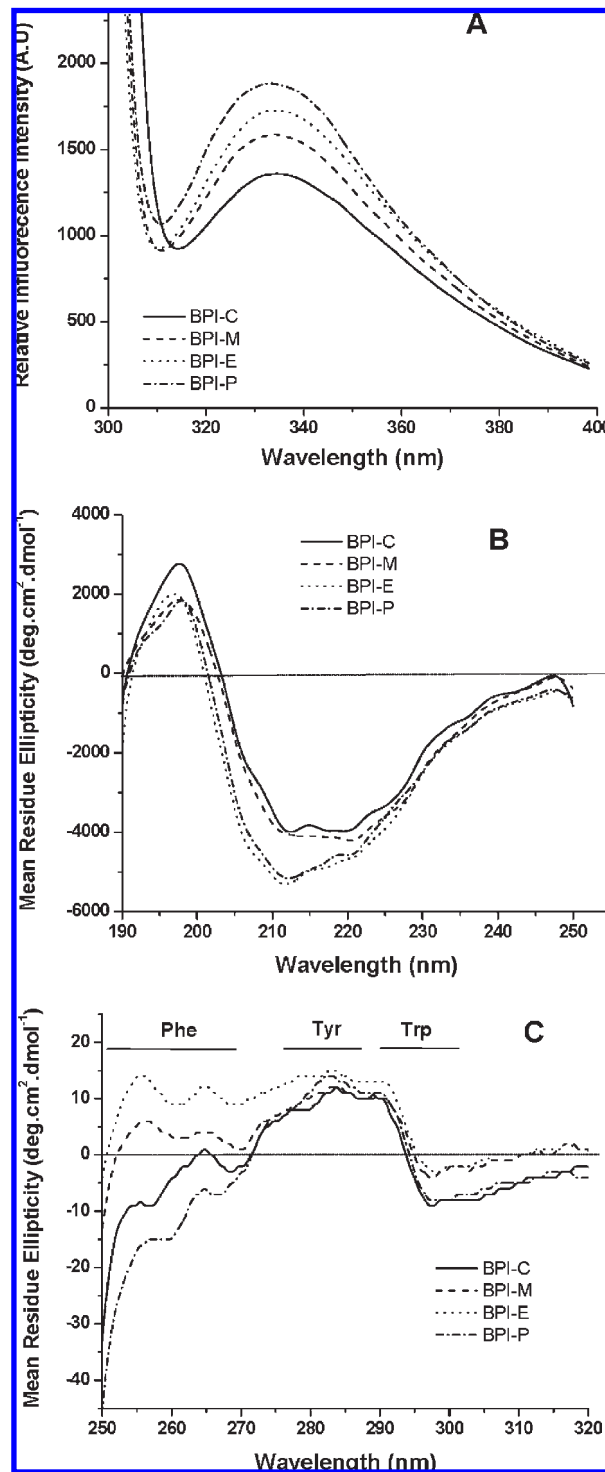 A
Relative Influorecence Intensity (A.U)
2000
1500
1000
500
0
BPI-C
BPI-M
BPI-E
BPI-P
300 320 340 360 380 400
Wavelength (nm)
B
Mean Residue Ellipticity (deg.cm².dmol⁻¹)
4000
2000
0
-2000
-4000
-6000
BPI-C
BPI-M
BPI-E
BPI-P
190 200 210 220 230 240 250
Wavelength (nm)
C
Phe Tyr Trp
Mean Residue Ellipticity (deg.cm².dmol⁻¹)
20
10
0
-10
-20
-30
-40
BPI-C
BPI-M
BPI-E
BPI-P
250 260 270 280 290 300 310 320
Wavelength (nm)